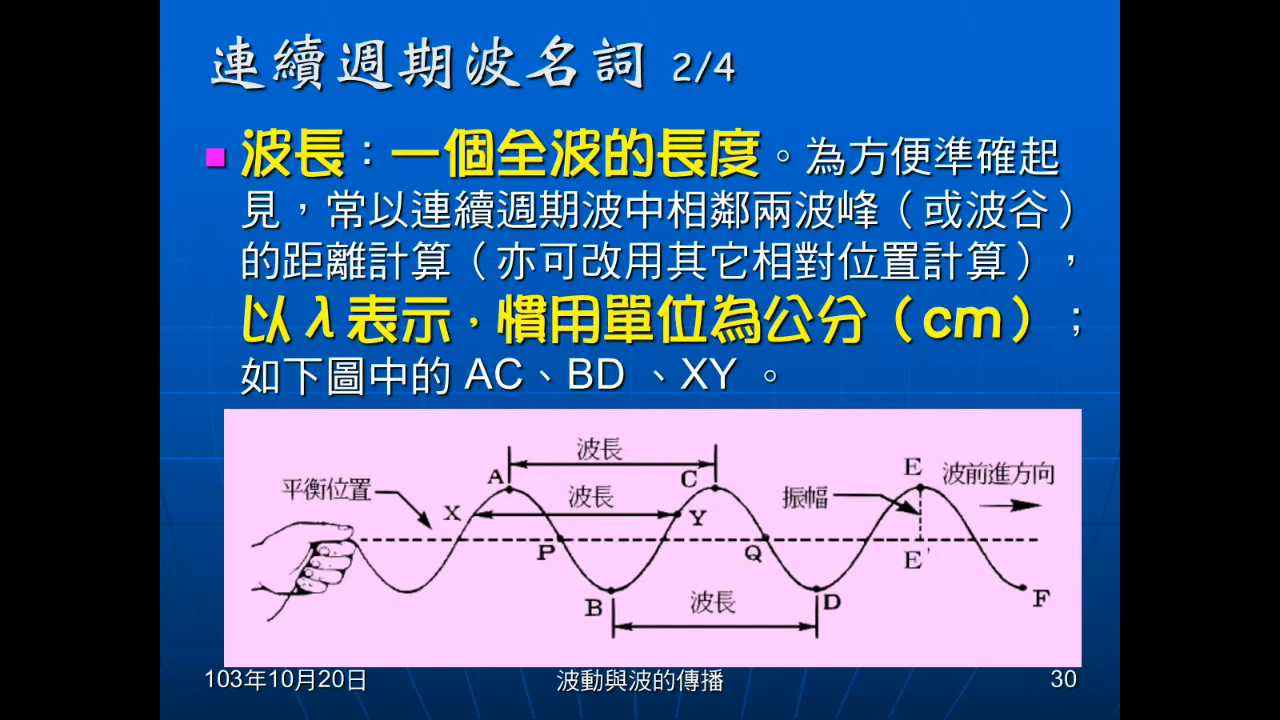 連續週期波名詞 2/4
波長：一個全波的長度。為方便準確起
見，常以連續週期波中相鄰兩波峰（或波谷）
的距離計算（亦可改用其它相對位置計算），
以λ表示，慣用單位為公分（cm）；
如下圖中的 AC、BD 、XY 。
波長
A
C
E
波前進方向
平衡位置
X
波長
Y
振幅
P
Q
E'
B
波長
D
F
103年10月20日
波動與波的傳播
30